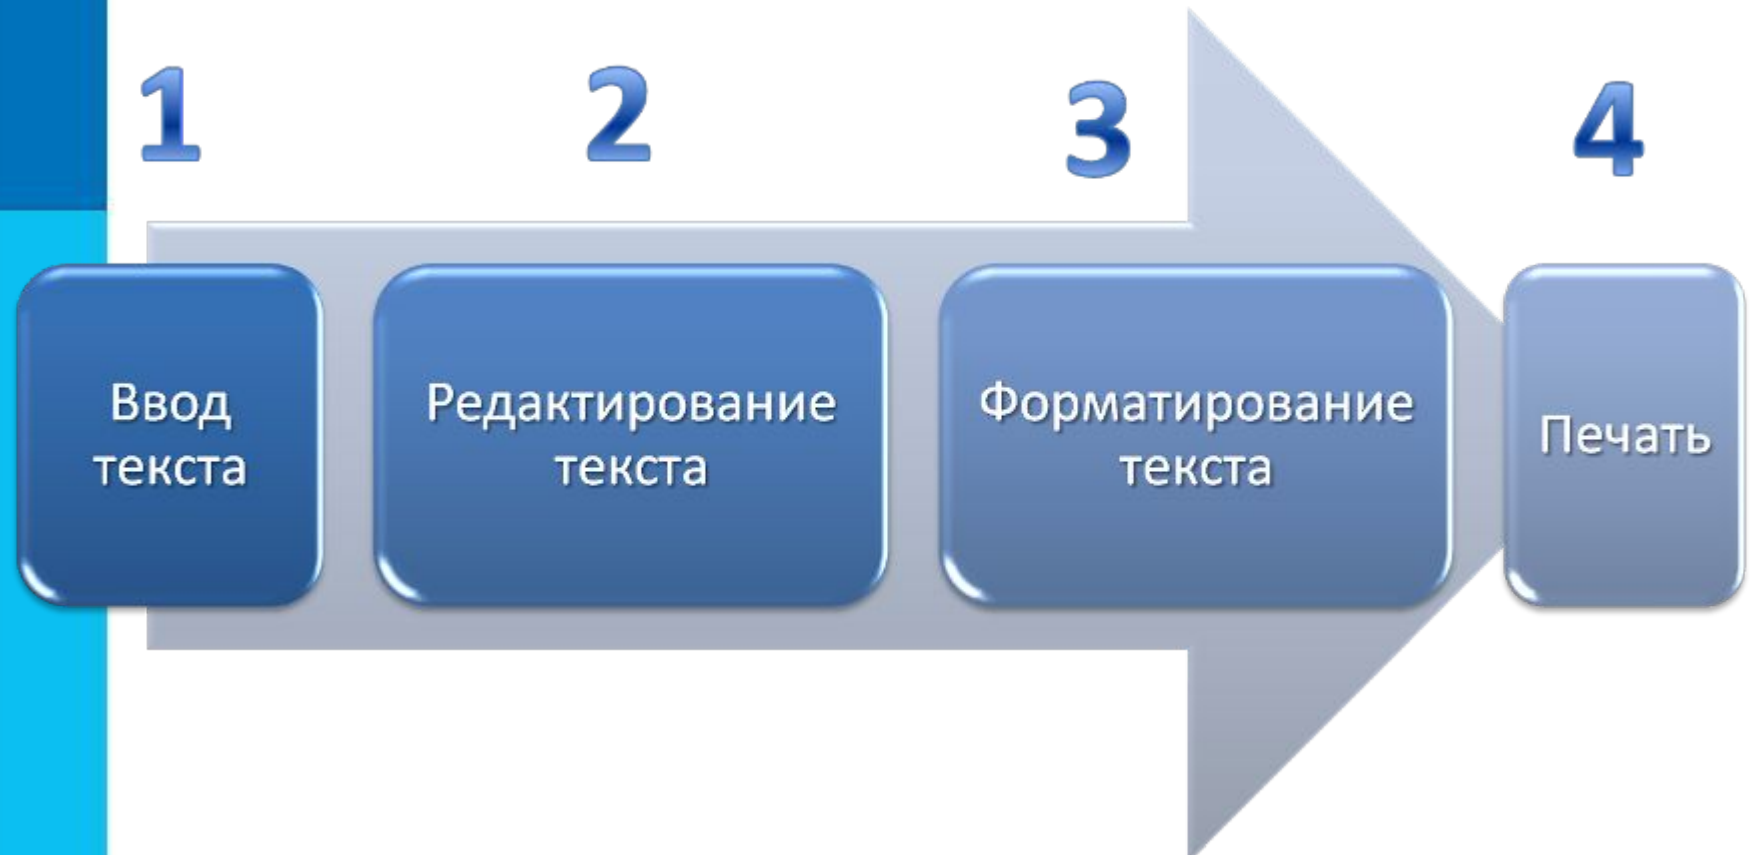 1
2
3
4
Ввод
текста
Редактирование
текста
Форматирование
текста
Печать